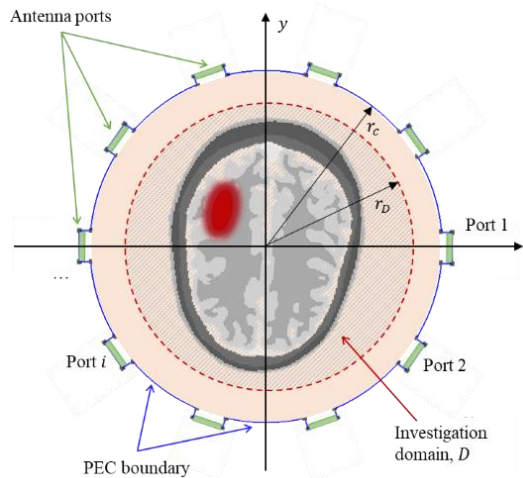 Antenna ports
y
r_C
r_D
Port 1
...
Port i
Port 2
Investigation
domain, D
PEC boundary